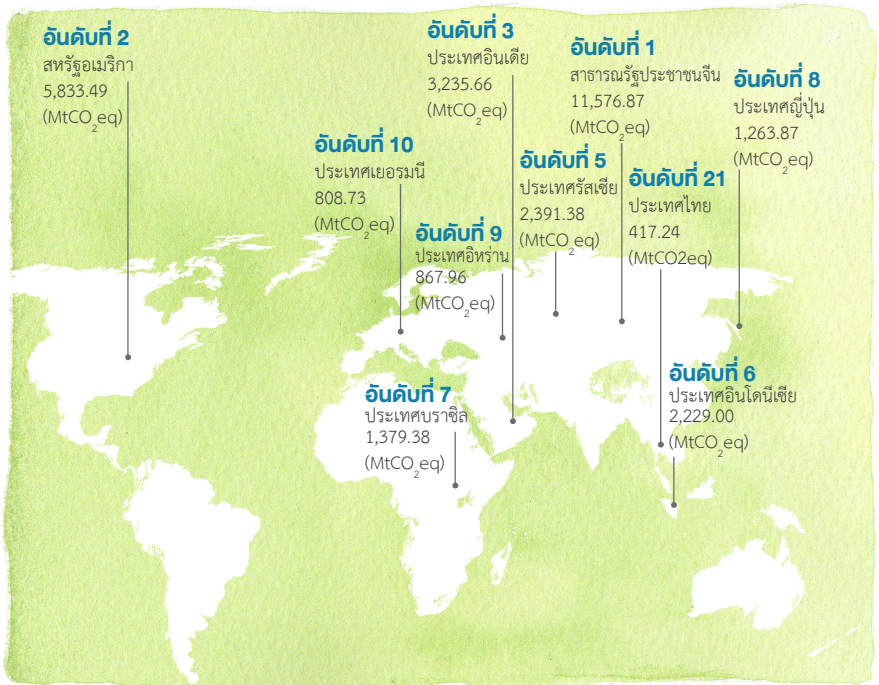 อันดับที่ 2
สหรัฐอเมริกา
5,833.49
(MtCO2eq)
อันดับที่ 3
ประเทศอินเดีย
3,235.66
(MtCO2eq)
อันดับที่ 1
สาธารณรัฐประชาชนจีน
11,576.87
(MtCO2eq)
อันดับที่ 8
ประเทศญี่ปุ่น
1,263.87
(MtCO2eq)
อันดับที่ 10
ประเทศเยอรมนี
808.73
(MtCO2eq)
อันดับที่ 5
ประเทศรัสเซีย
2,391.38
(MtCO2eq)
อันดับที่ 21
ประเทศไทย
417.24
(MtCO2eq)
อันดับที่ 9
ประเทศอิหร่าน
867.96
(MtCO2eq)
อันดับที่ 7
ประเทศบราซิล
1,379.38
(MtCO2eq)
อันดับที่ 6
ประเทศอินโดนีเซีย
2,229.00
(MtCO2eq)